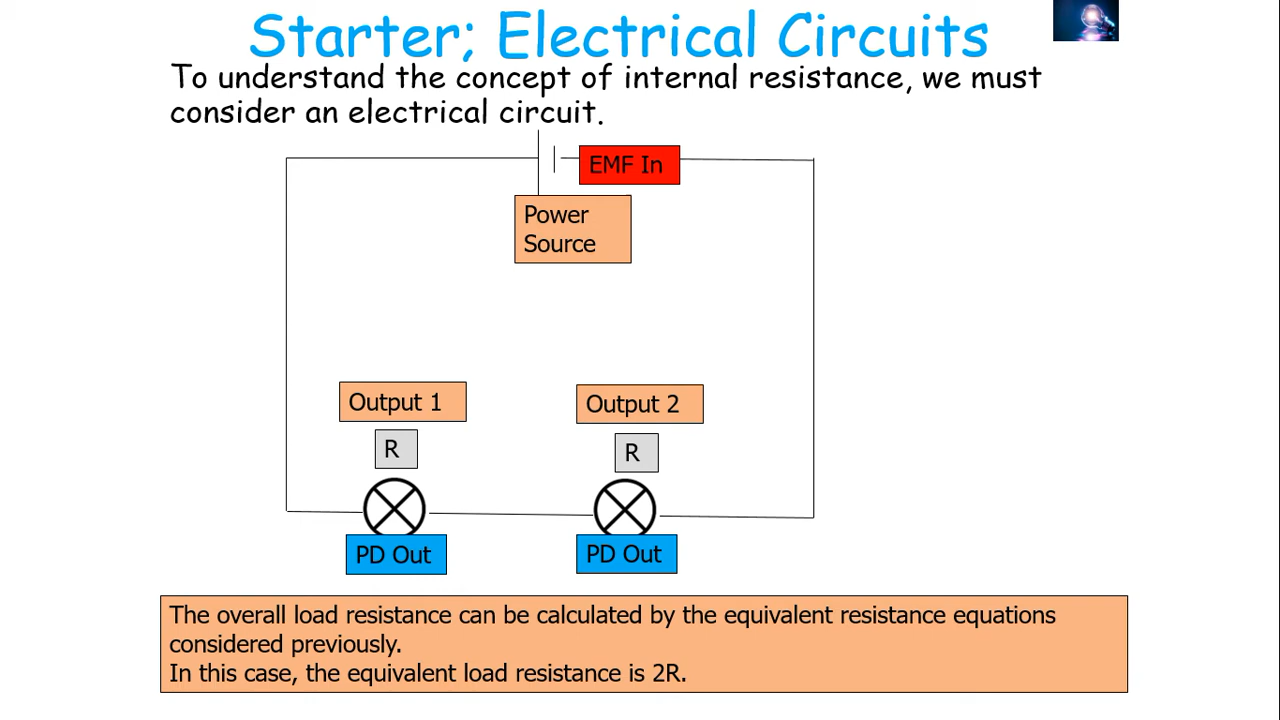 Starter; Electrical Circuits
To understand the concept of internal resistance, we must
consider an electrical circuit.
EMF In
Power
Source
Output 1
Output 2
R
R
PD Out
PD Out
The overall load resistance can be calculated by the equivalent resistance equations
considered previously.
In this case, the equivalent load resistance is 2R.